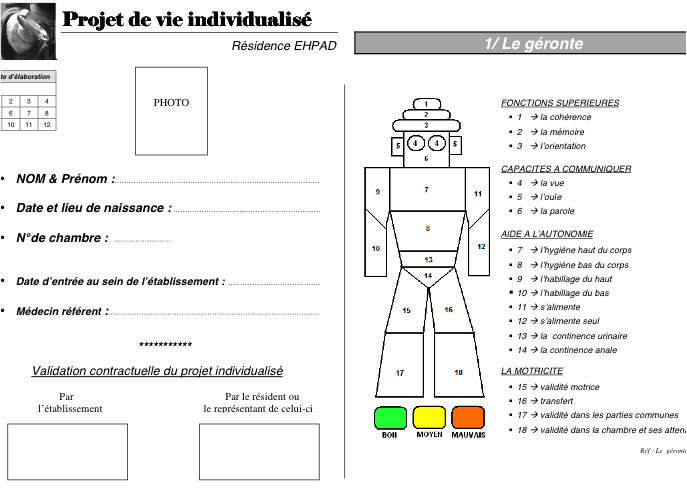 Projet de vie individualisé
Résidence EHPAD
te d'élaboration
2 3 4
6 7 8
10 11 12
PHOTO
• NOM & Prénom :
• Date et lieu de naissance :
• N°de chambre :
• Date d'entrée au sein de l'établissement :
• Médecin référent :
***********
Validation contractuelle du projet individualisé
Par
l'établissement
Par le résident ou
le représentant de celui-ci
1/ Le géronte
1
2
3
5 4 4 5
6
9 7 11
8
10 12
13
14
15 16
17 18
BON MOYEN MAUVAIS
FONCTIONS SUPERIEURES
▪ 1 → la cohérence
▪ 2 → la mémoire
▪ 3 → l'orientation
CAPACITES A COMMUNIQUER
▪ 4 → la vue
▪ 5 → l'ouïe
▪ 6 → la parole
AIDE A L'AUTONOMIE
▪ 7 → l'hygiène haut du corps
▪ 8 → l'hygiène bas du corps
▪ 9 → l'habillage du haut
▪ 10 → l'habillage du bas
▪ 11 → s'alimente
▪ 12 → s'alimente seul
▪ 13 → la continence urinaire
▪ 14 → la continence anale
LA MOTRICITE
▪ 15 → validité motrice
▪ 16 → transfert
▪ 17 → validité dans les parties communes
▪ 18 → validité dans la chambre et ses atten
Réf : Le géronte